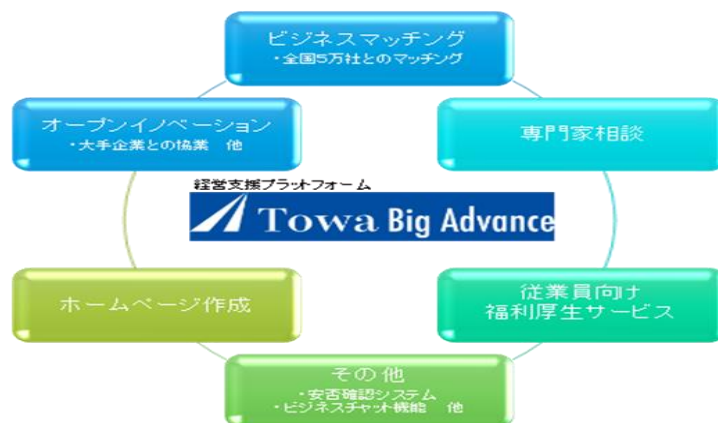 ビジネスマッチング
・全国5万社とのマッチング
オープンイノベーション
・大手企業との協業　他
専門家相談
経営支援プラットフォーム
Towa Big Advance
ホームページ作成
従業員向け
福利厚生サービス
その他
・安否確認システム
・ビジネスチャット機能　他